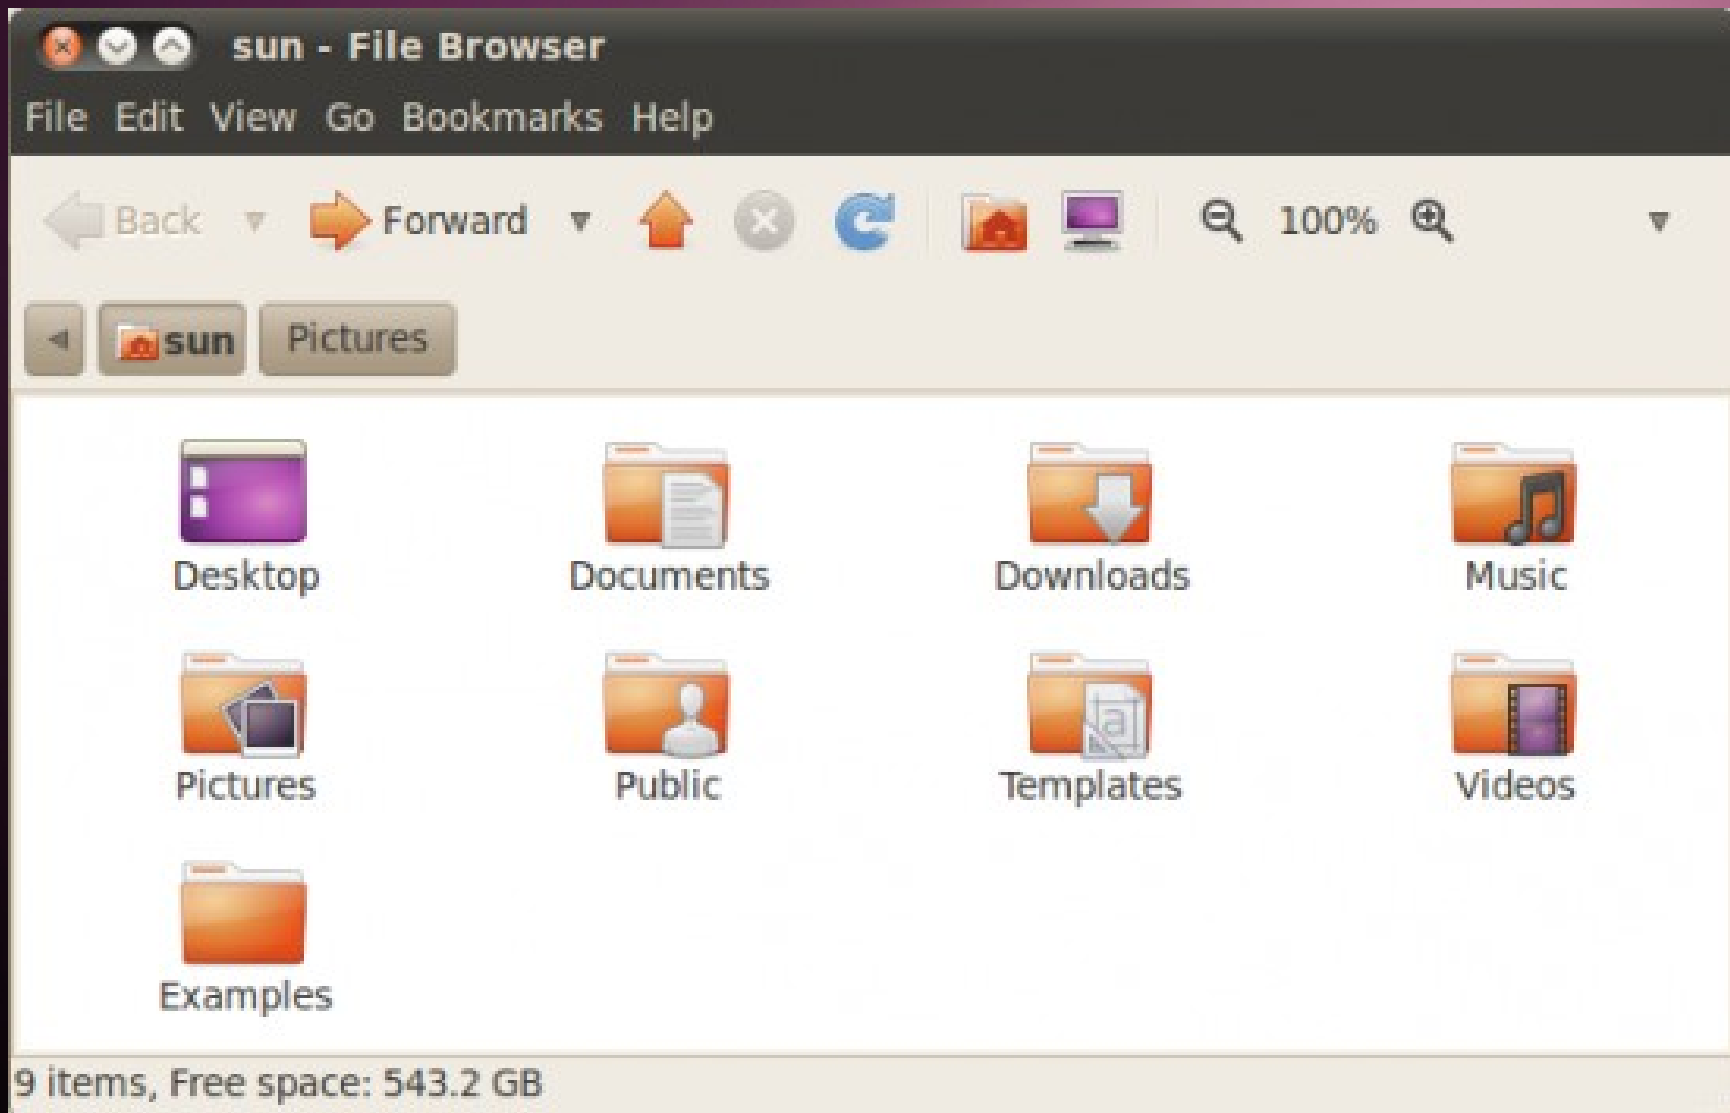 sun - File Browser
File Edit View Go Bookmarks Help
Back Forward 100%
sun Pictures
Desktop Documents Downloads Music
Pictures Public Templates Videos
Examples
9 items, Free space: 543.2 GB